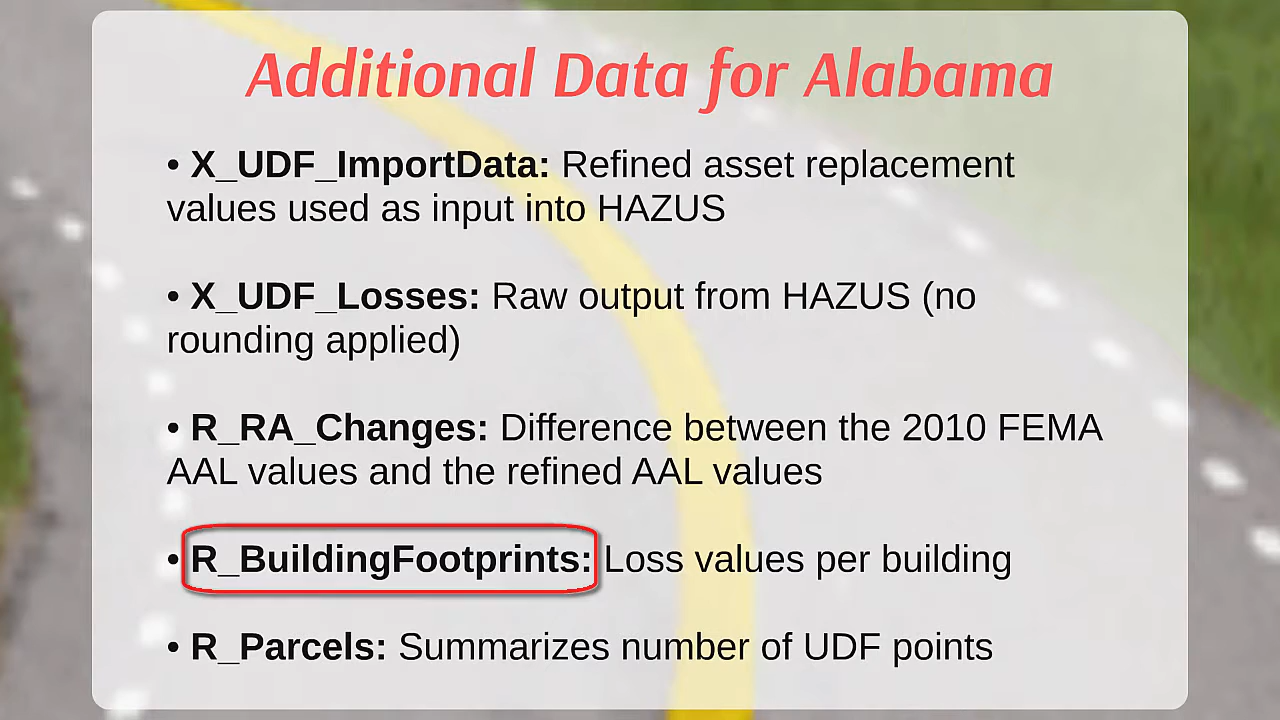 Additional Data for Alabama
• X_UDF_ImportData: Refined asset replacement
values used as input into HAZUS
• X_UDF_Losses: Raw output from HAZUS (no
rounding applied)
• R_RA_Changes: Difference between the 2010 FEMA
AAL values and the refined AAL values
• R_BuildingFootprints: Loss values per building
• R_Parcels: Summarizes number of UDF points